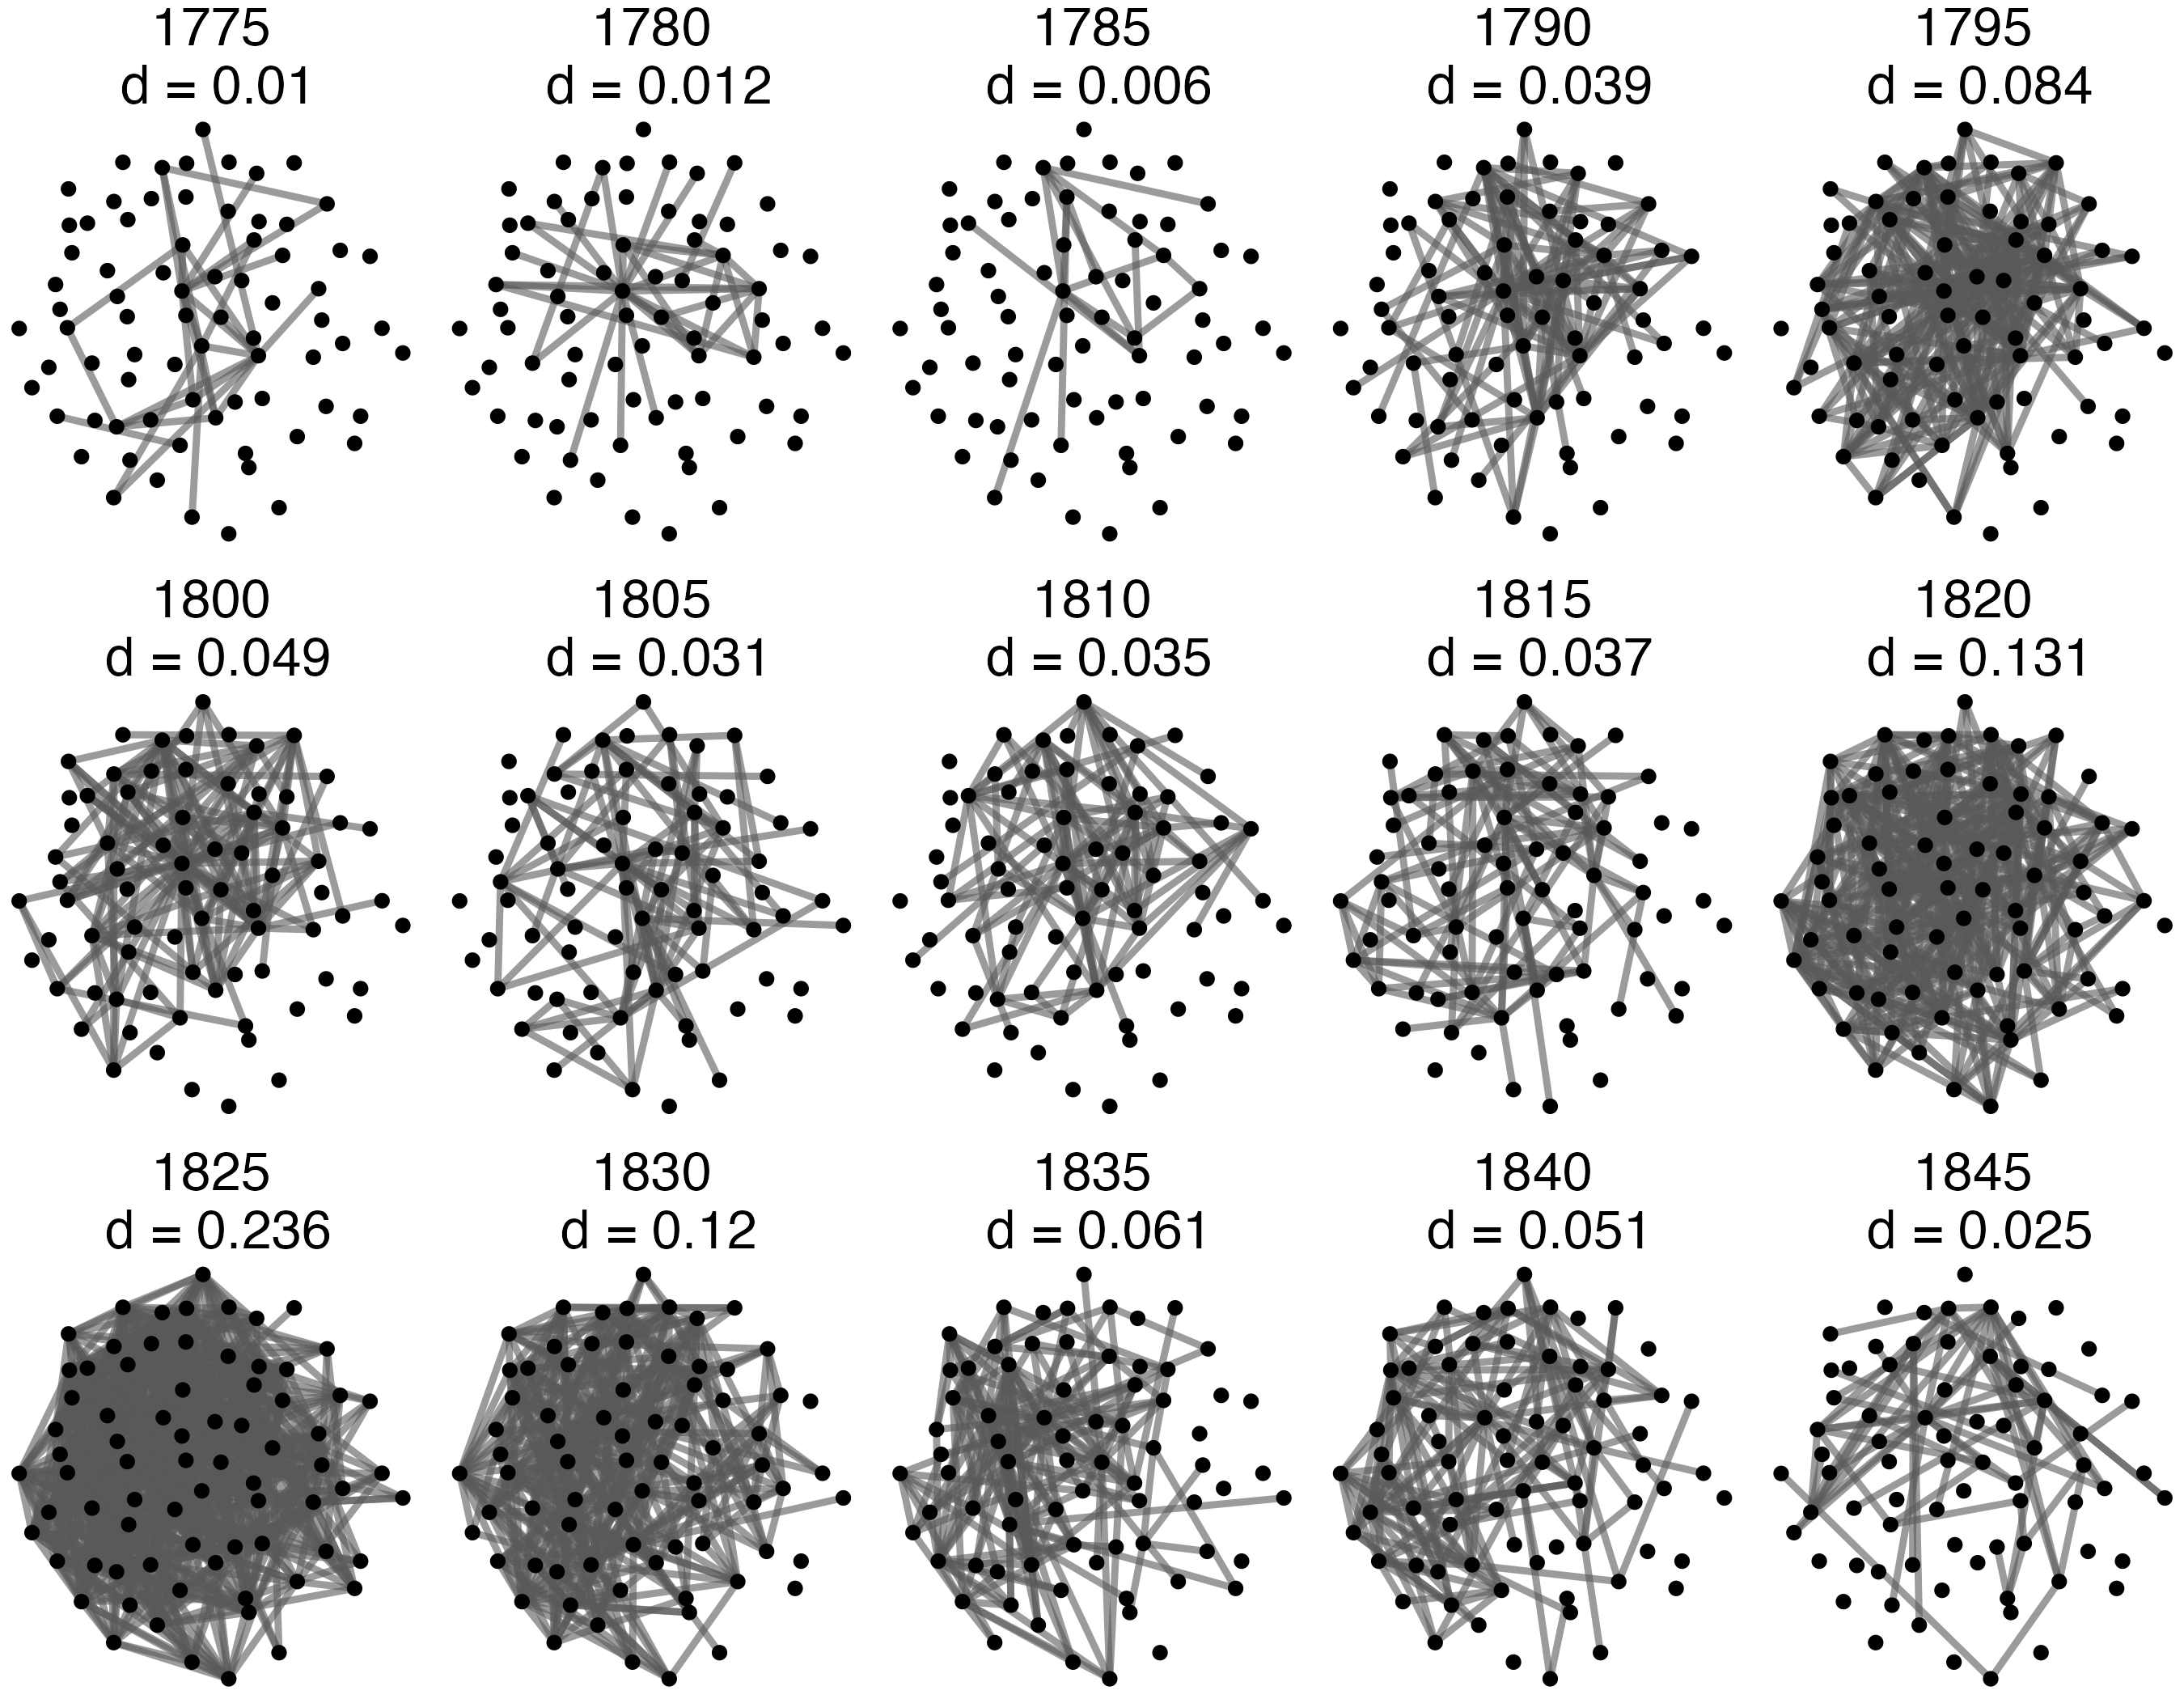 1775
d = 0.01
1780
d = 0.012
1785
d = 0.006
1790
d = 0.039
1795
d = 0.084
1800
d = 0.049
1805
d = 0.031
1810
d = 0.035
1815
d = 0.037
1820
d = 0.131
1825
d = 0.236
1830
d = 0.12
1835
d = 0.061
1840
d = 0.051
1845
d = 0.025